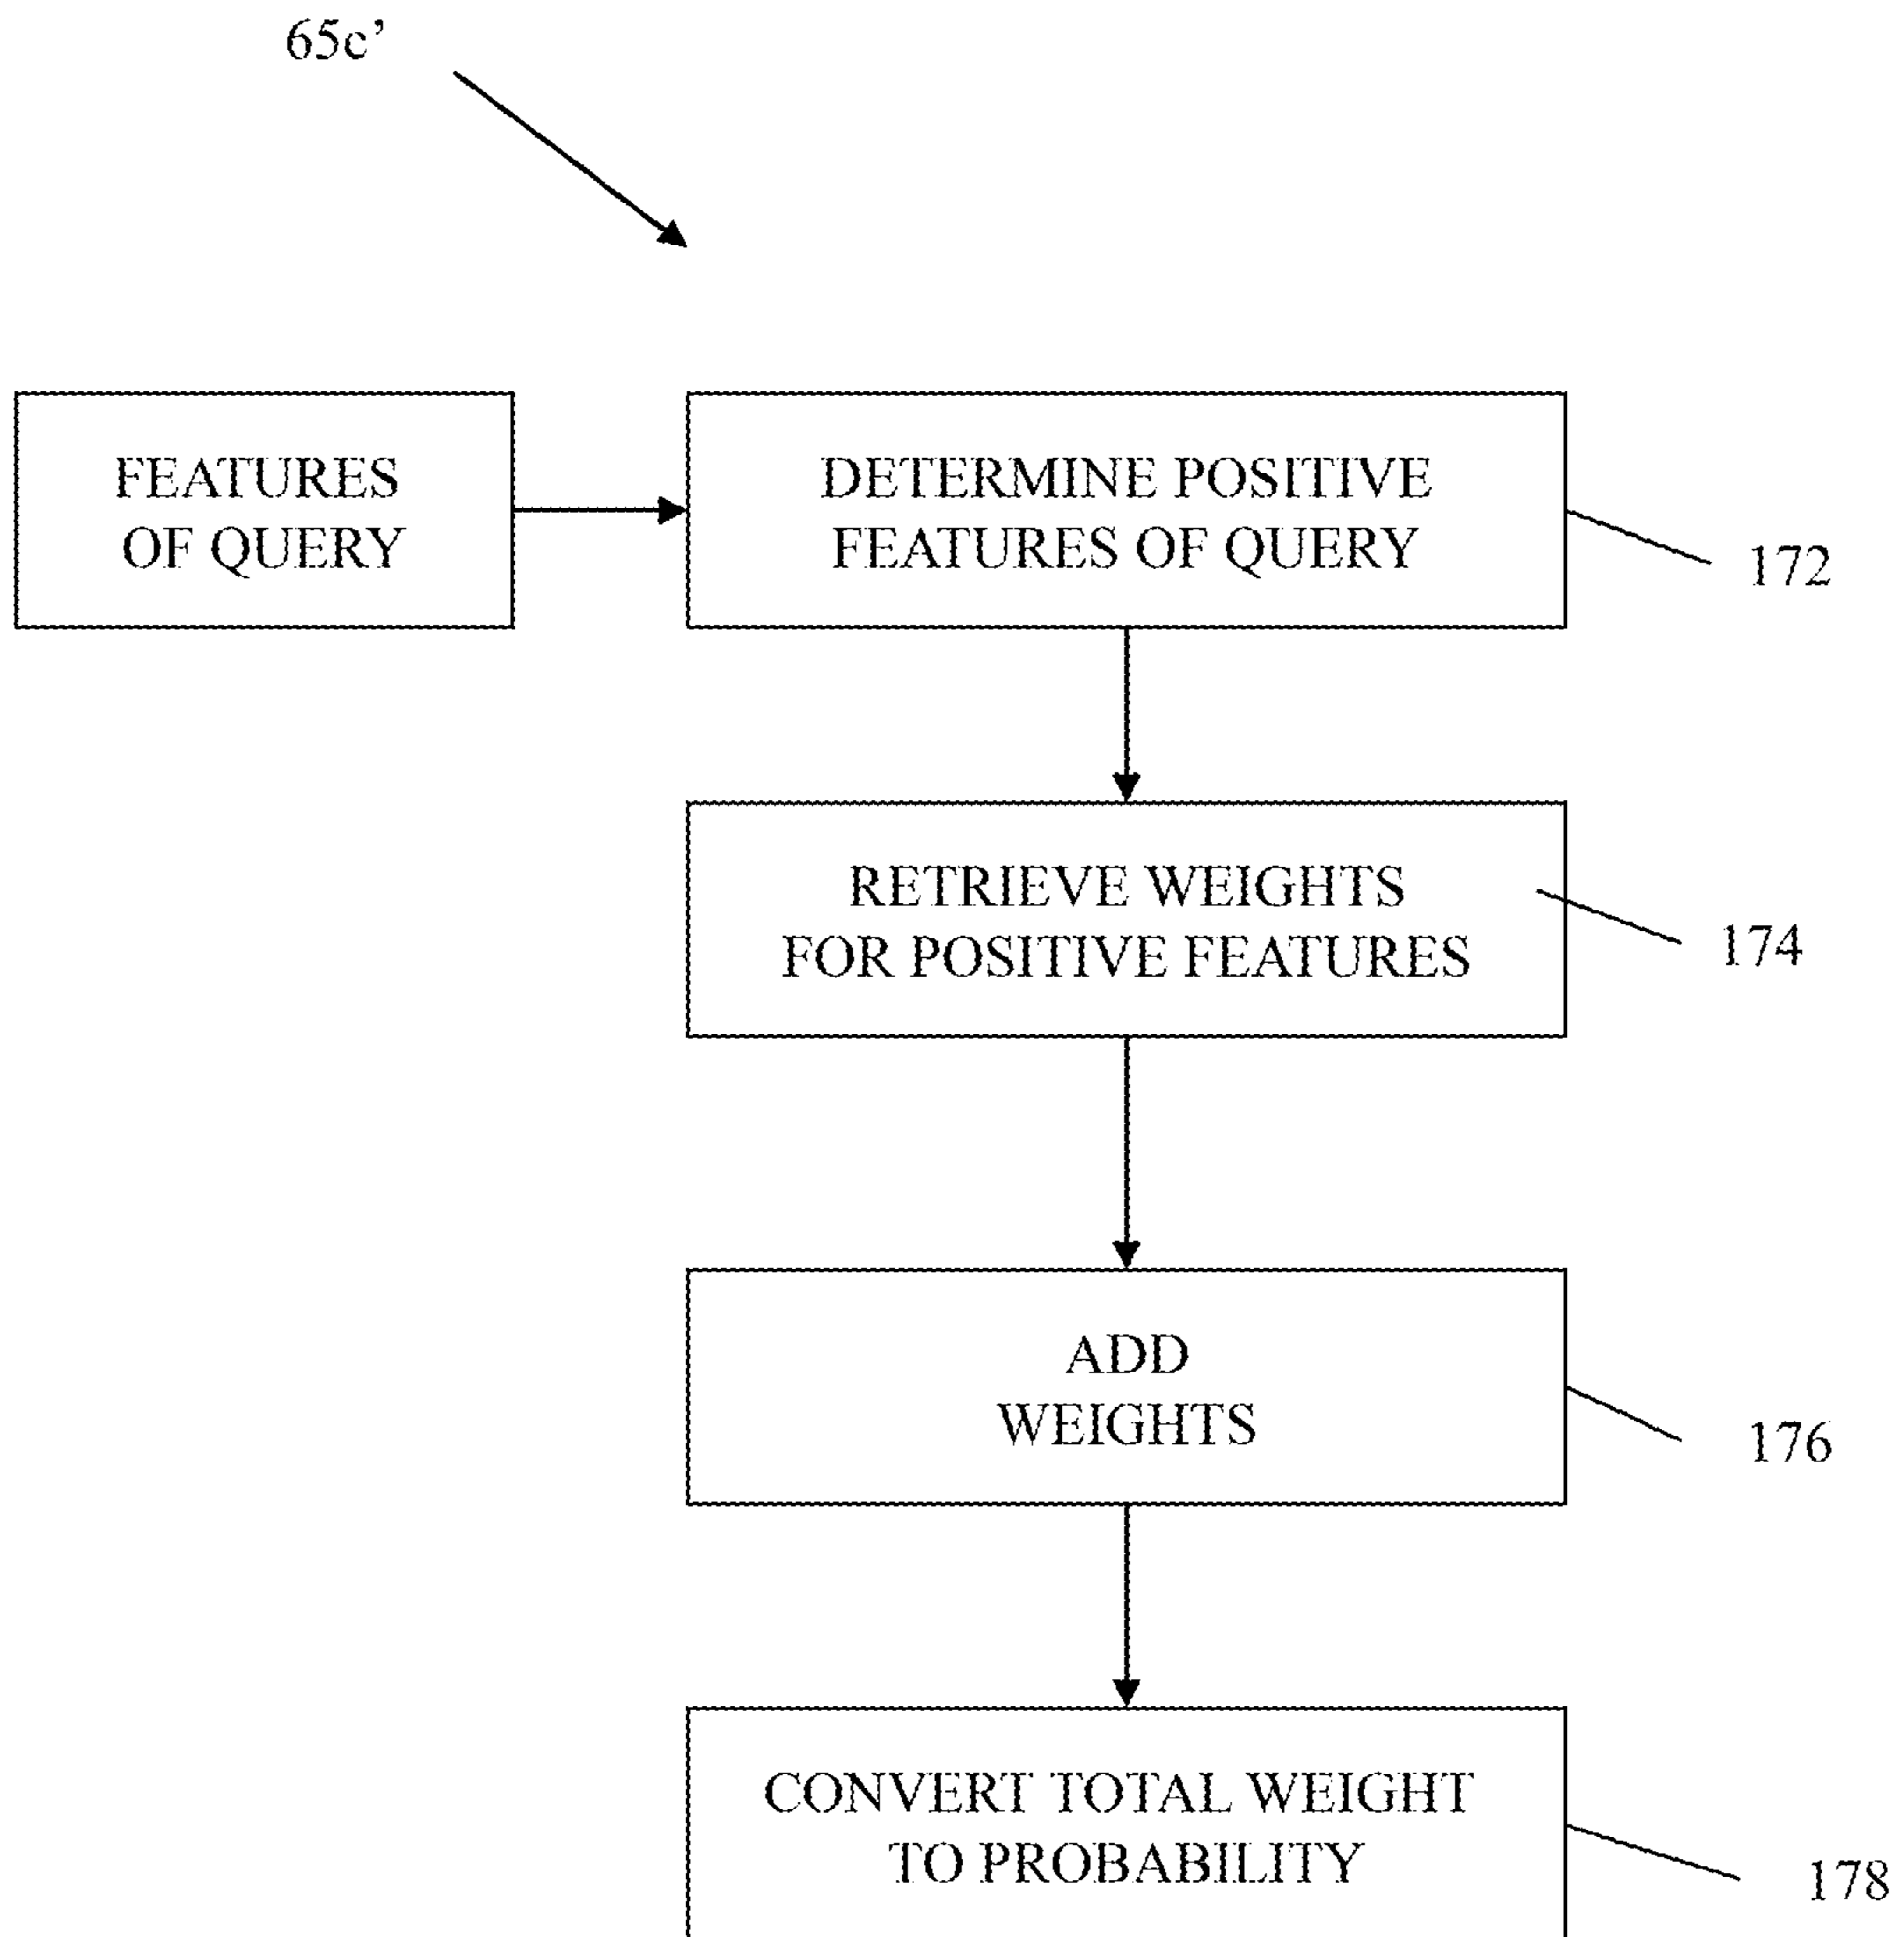 65c’
FEATURES
OF QUERY
DETERMINE POSITIVE
FEATURES OF QUERY
172
RETRIEVE WEIGHTS
FOR POSITIVE FEATURES
174
ADD
WEIGHTS
176
CONVERT TOTAL WEIGHT
TO PROBABILITY
178